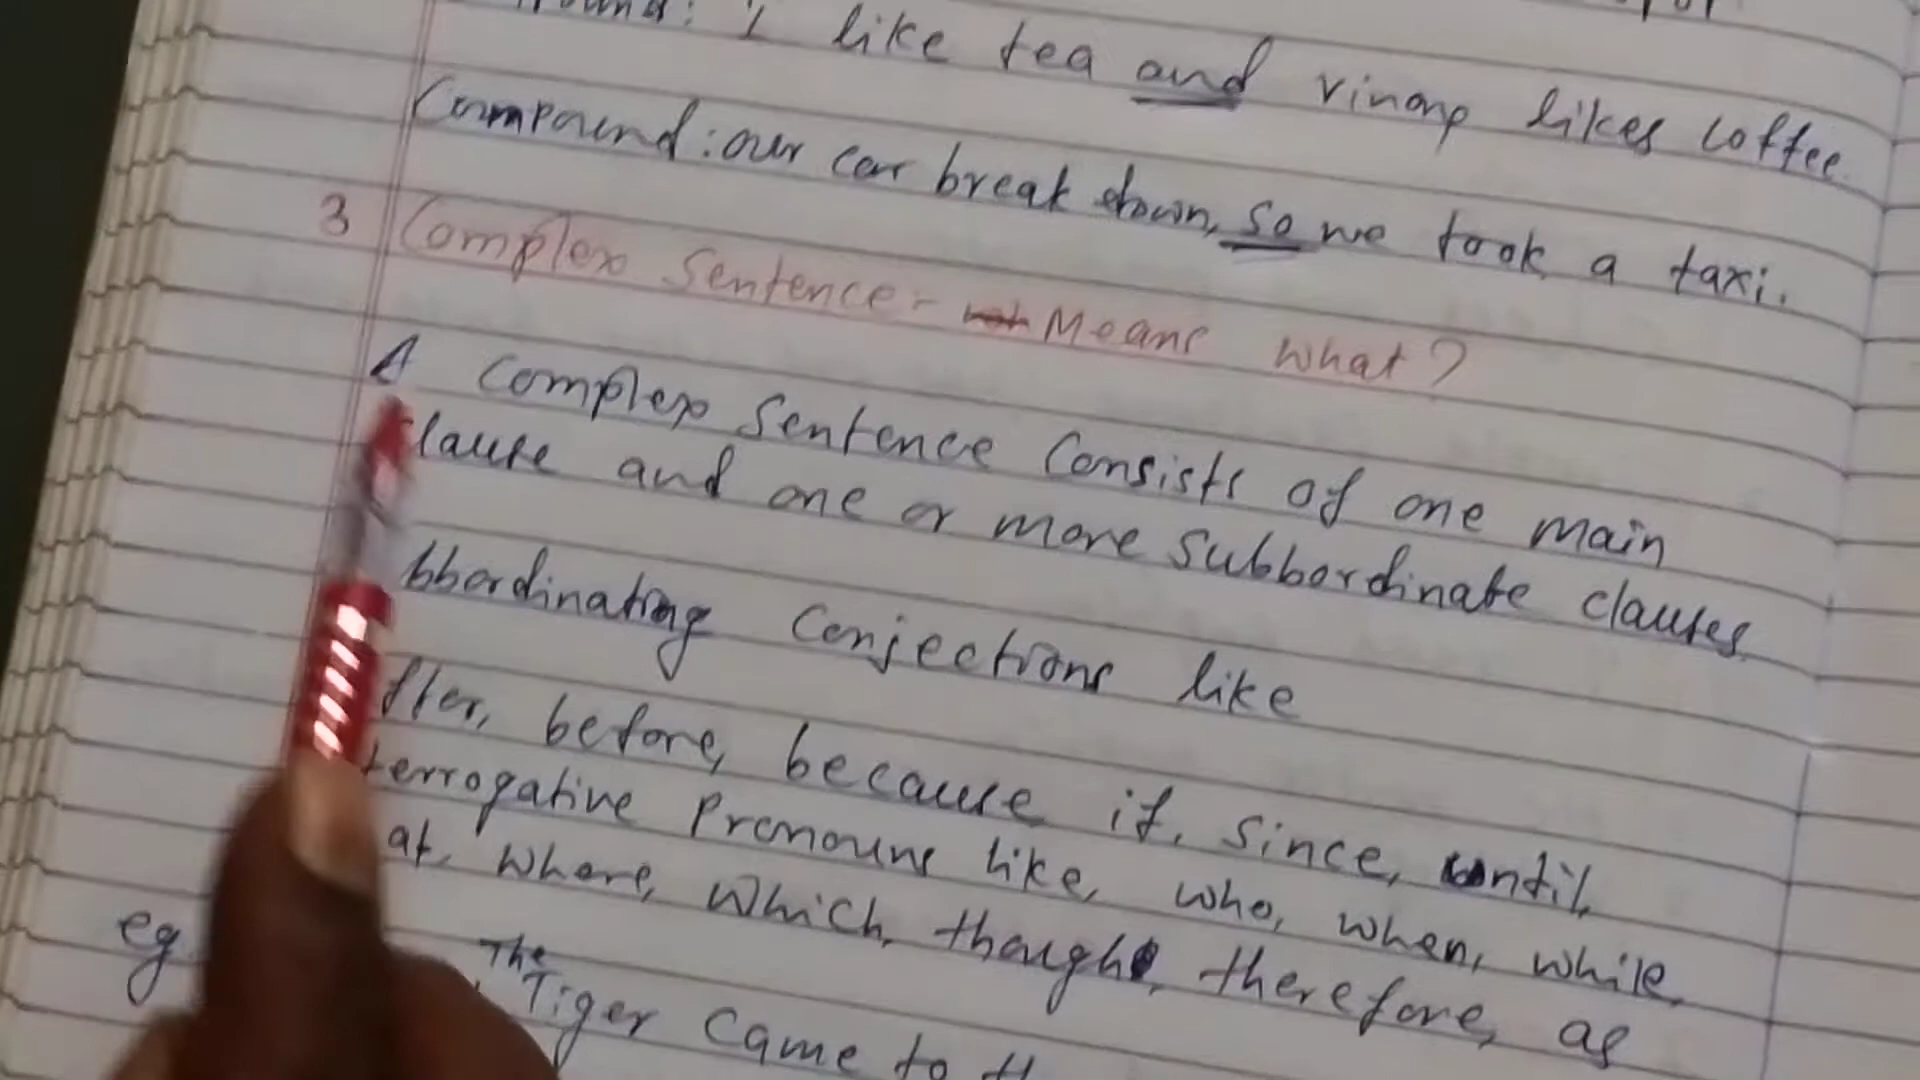 : I like tea and vinong likes coffee.
Compound: our car break down, so we took a taxi.
3 Complex Sentence:- Means what?
A complex Sentence Consists of one main
clause and one or more Subbordinate clauses
bbordinating Conjections like
fter, before, because if, since, until,
terrogative Pronouns like, who, when, while,
at, where, which, though, therefore, as
eg
The
Tiger came to th